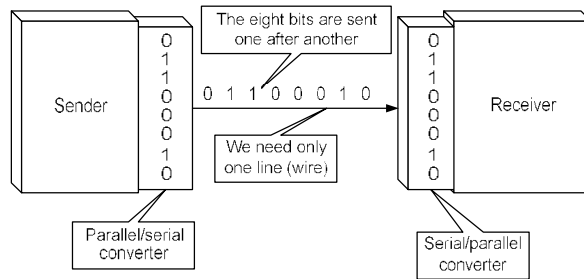 The eight bits are sent
one after another
Sender
0
1
1
0
0
0
1
0
0 1 1 0 0 0 1 0
We need only
one line (wire)
0
1
1
0
0
0
1
0
Receiver
Parallel/serial
converter
Serial/parallel
converter